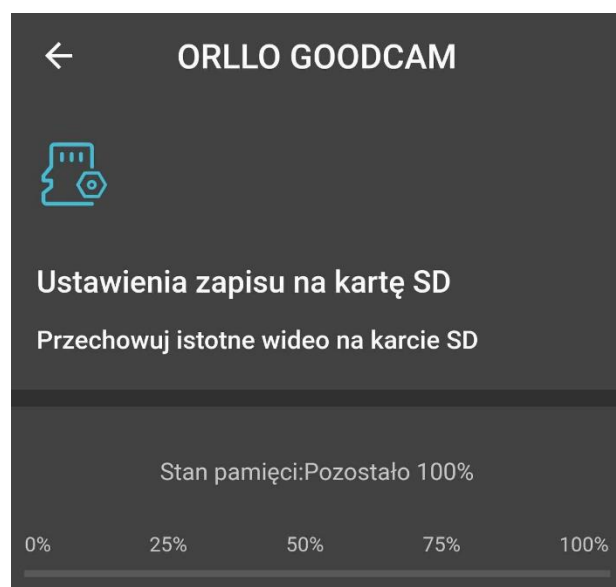 ORLLO GOODCAM
Ustawienia zapisu na kartę SD
Przechowuj istotne wideo na karcie SD
Stan pamięci:Pozostało 100%
0% 25% 50% 75% 100%